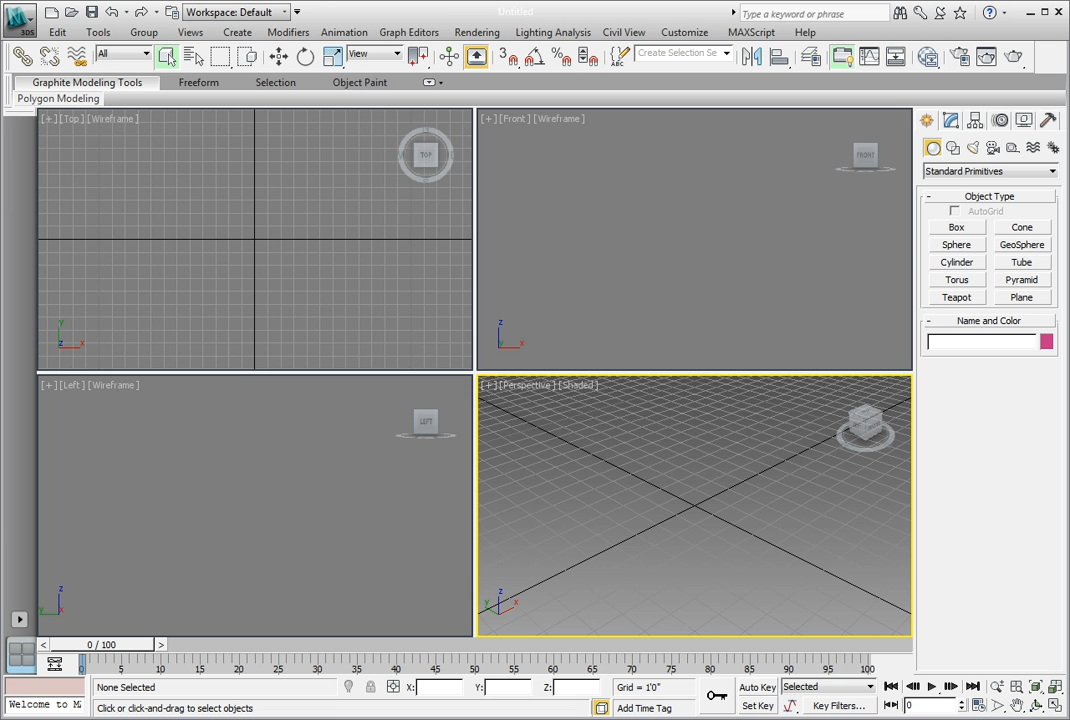 Workspace: Default
Untitled
Type a keyword or phrase
3DS
Edit Tools Group Views Create Modifiers Animation Graph Editors Rendering Lighting Analysis Civil View Customize MAXScript Help
All
View
3
ABC
Create Selection Se
Graphite Modeling Tools Freeform Selection Object Paint
Polygon Modeling
[+][Top][Wireframe]
TOP
y
z x
[+][Front][Wireframe]
FRONT
z
y x
Standard Primitives
- Object Type
AutoGrid
Box Cone
Sphere GeoSphere
Cylinder Tube
Torus Pyramid
Teapot Plane
- Name and Color
[+][Left][Wireframe]
LEFT
z
y x
[+][Perspective][Shaded]
z
y x
< 0 / 100 >
0 5 10 15 20 25 30 35 40 45 50 55 60 65 70 75 80 85 90 95 100
None Selected X: Y: Z: Grid = 1'0" Auto Key Selected
Welcome to M Click or click-and-drag to select objects Add Time Tag Set Key Key Filters... 0